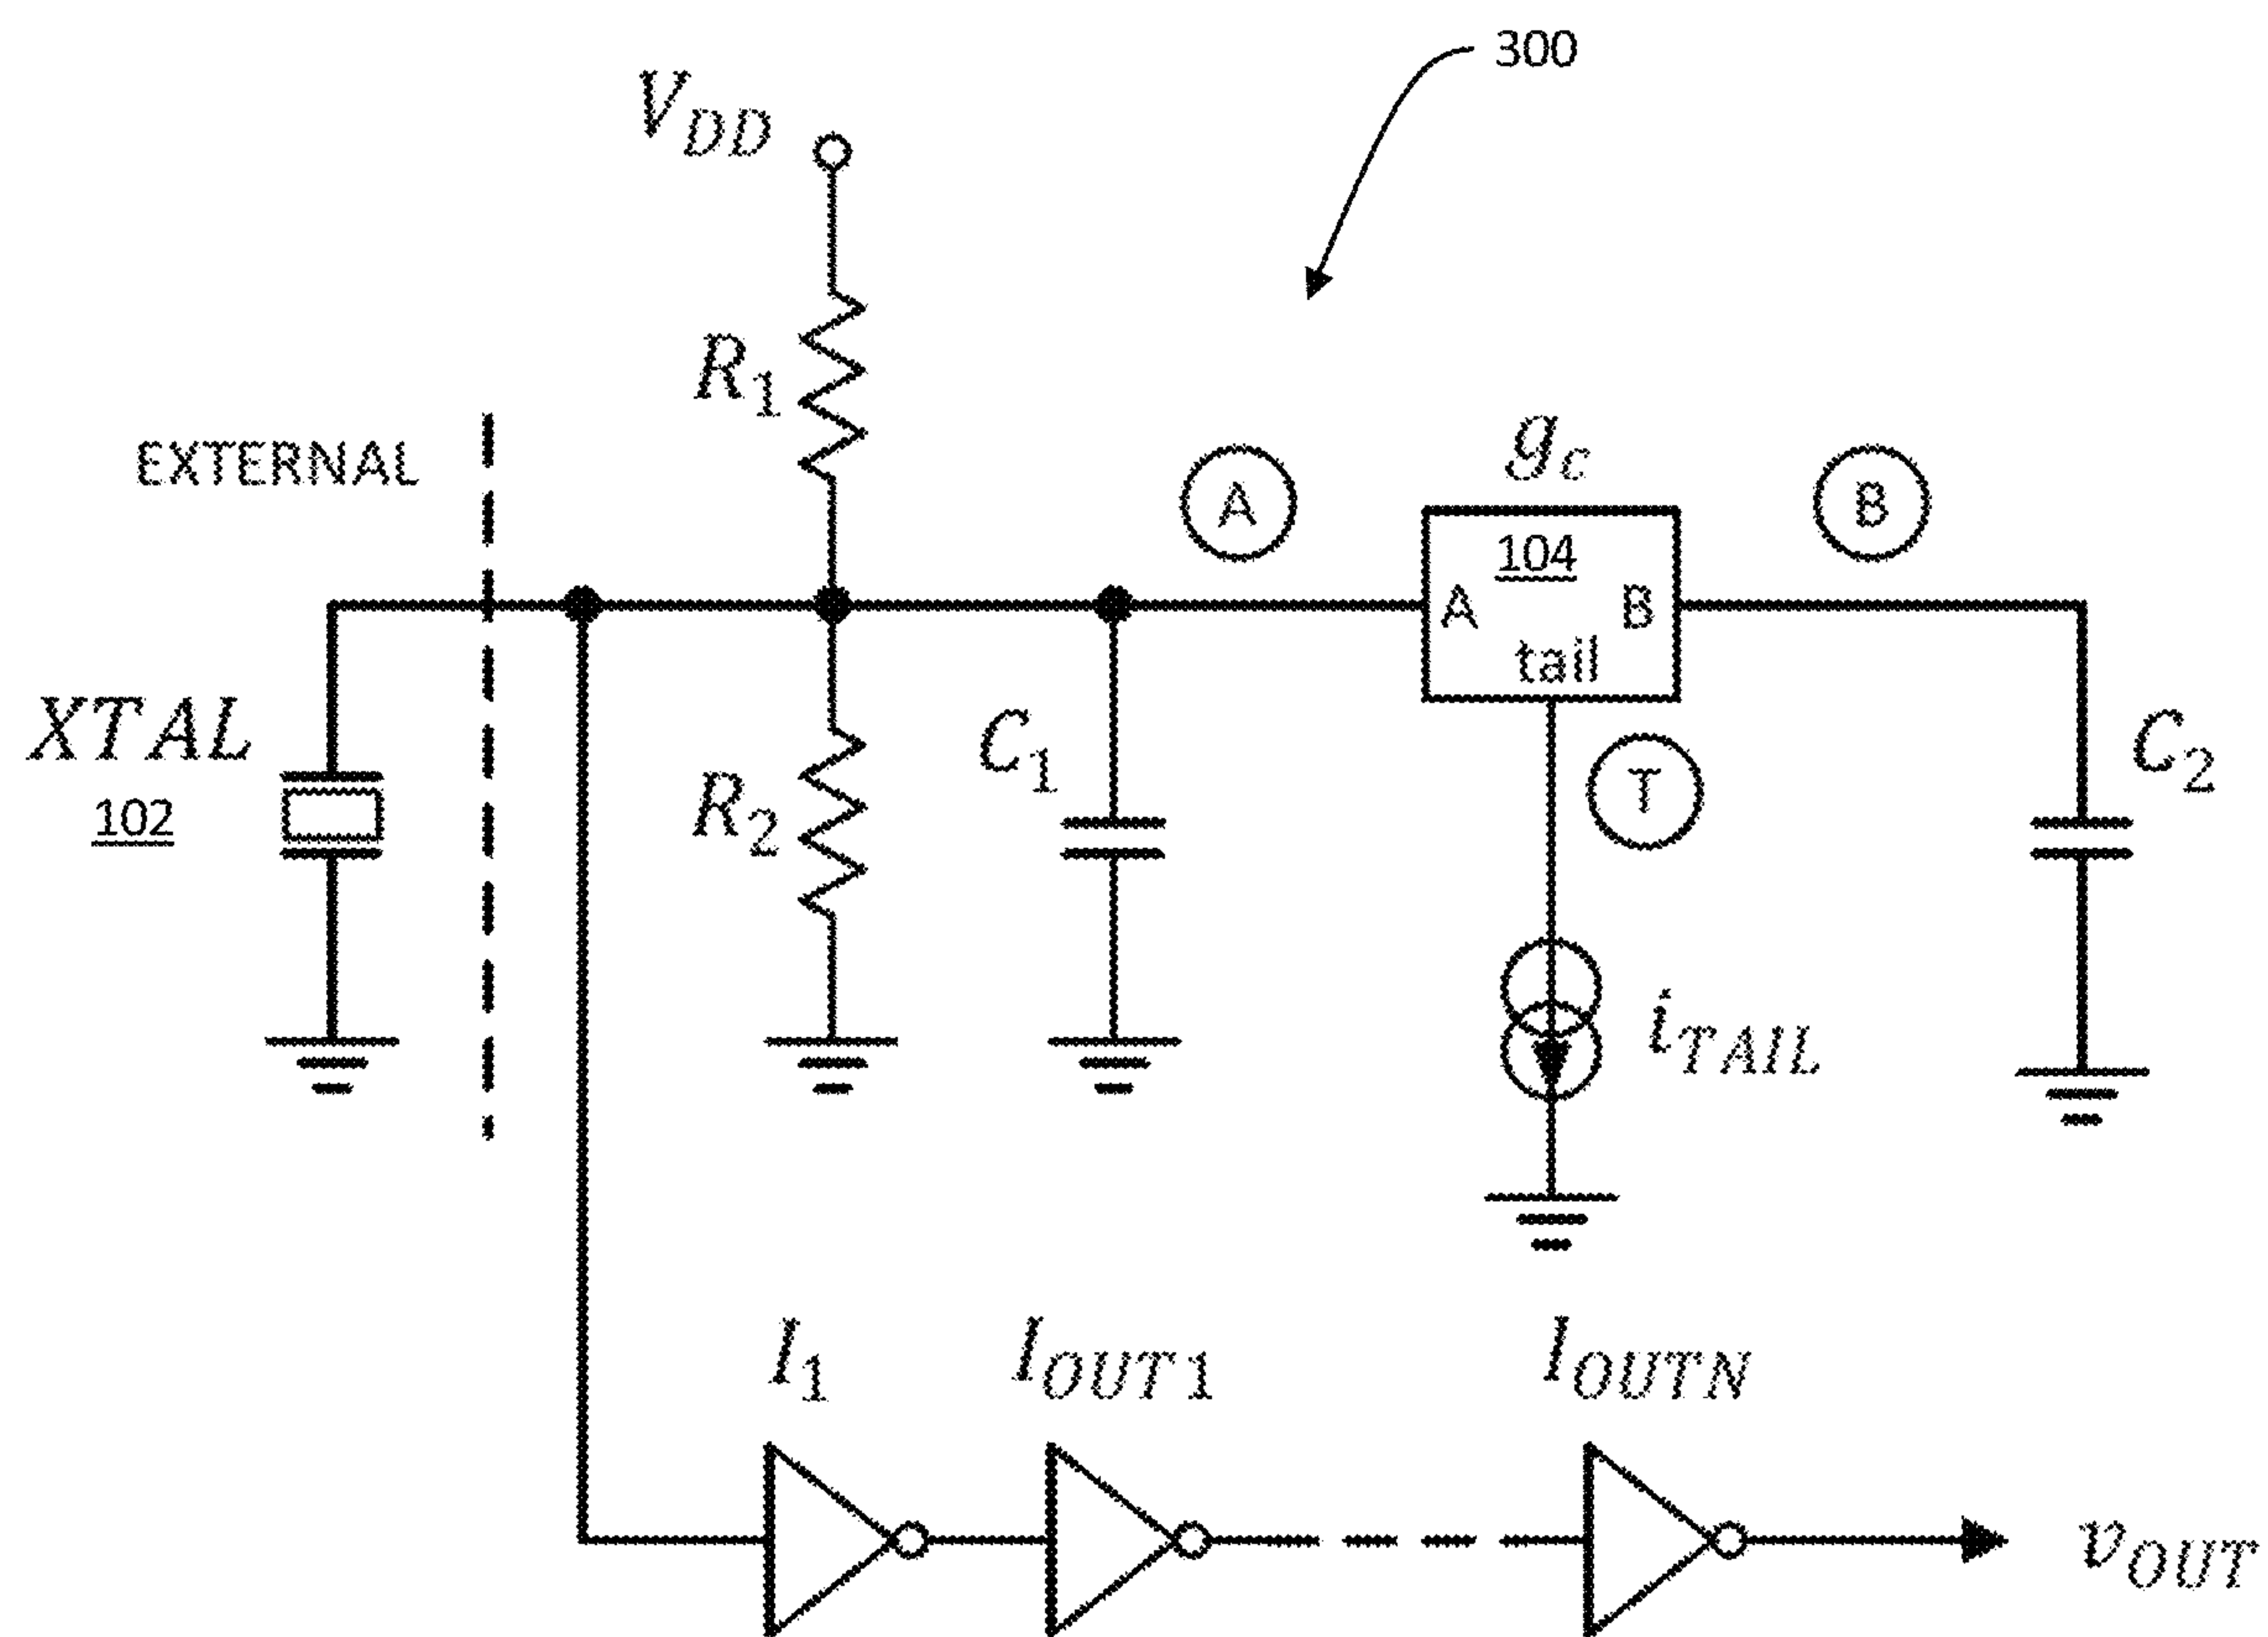 300
V_DD
R_1
EXTERNAL
g_c
A
B
104
A
B
tail
XTAL
102
R_2
C_1
T
C_2
i_TAIL
I_1
I_OUT1
I_OUTN
v_OUT